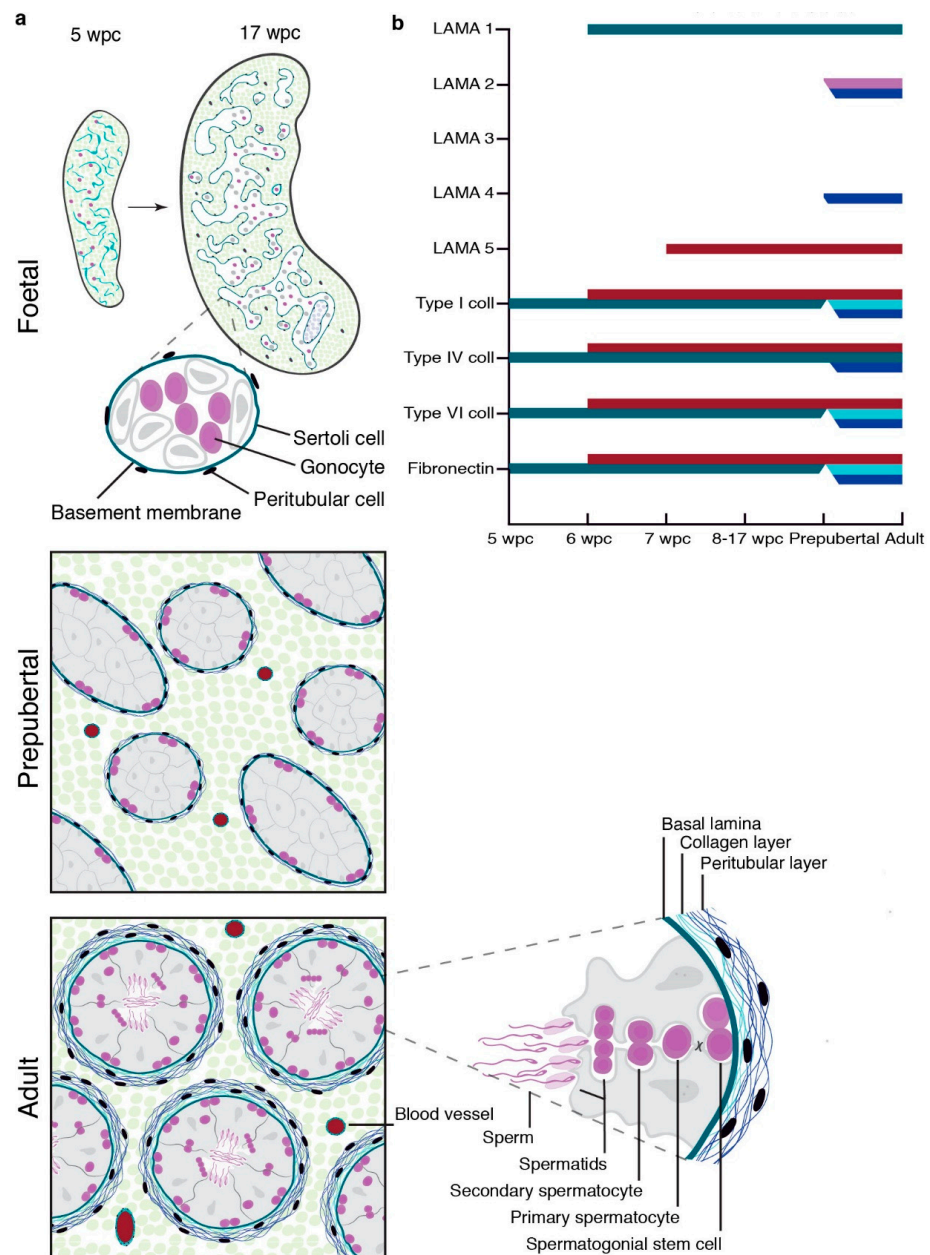 a
5 wpc
17 wpc
Foetal
Sertoli cell
Gonocyte
Peritubular cell
Basement membrane
Prepubertal
Adult
Blood vessel
b
LAMA 1
LAMA 2
LAMA 3
LAMA 4
LAMA 5
Type I coll
Type IV coll
Type VI coll
Fibronectin
5 wpc
6 wpc
7 wpc
8-17 wpc
Prepubertal
Adult
Basal lamina
Collagen layer
Peritubular layer
x
Sperm
Spermatids
Secondary spermatocyte
Primary spermatocyte
Spermatogonial stem cell